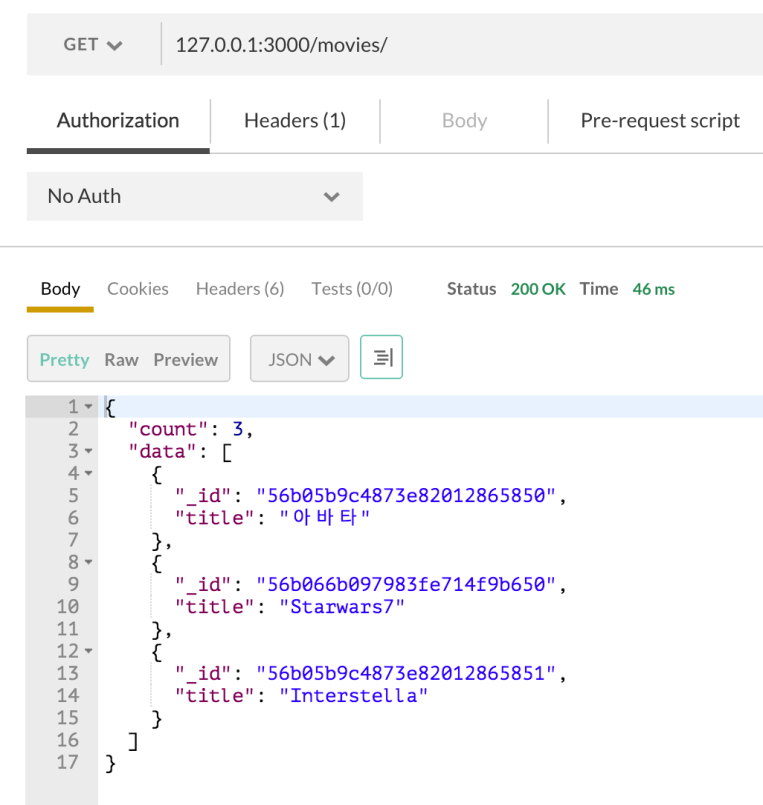 GET 127.0.0.1:3000/movies/
Authorization Headers (1) Body Pre-request script
No Auth
Body Cookies Headers (6) Tests (0/0) Status 200 OK Time 46 ms
Pretty Raw Preview JSON
1 {
2 "count": 3,
3 "data": [
4 {
5 "_id": "56b05b9c4873e82012865850",
6 "title": "아바타"
7 },
8 {
9 "_id": "56b066b097983fe714f9b650",
10 "title": "Starwars7"
11 },
12 {
13 "_id": "56b05b9c4873e82012865851",
14 "title": "Interstella"
15 }
16 ]
17 }